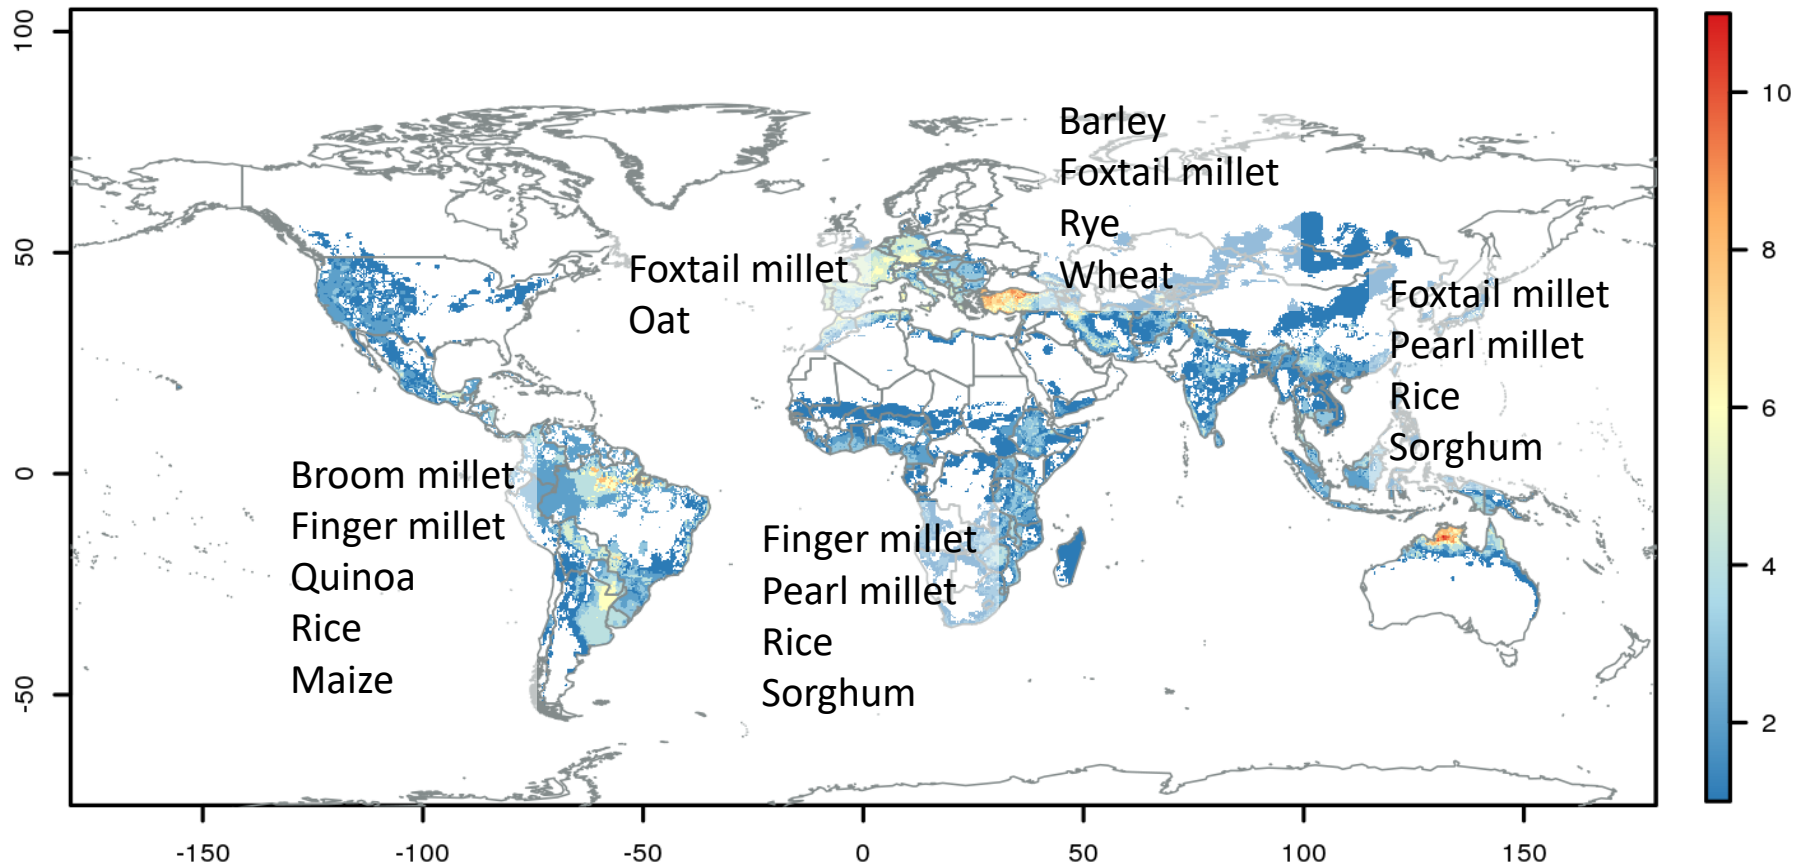 100
50
0
-50
-150
-100
-50
0
50
100
150
10
8
6
4
2
Barley
Foxtail millet
Rye
Wheat
Foxtail millet
Oat
Foxtail millet
Pearl millet
Rice
Sorghum
Broom millet
Finger millet
Quinoa
Rice
Maize
Finger millet
Pearl millet
Rice
Sorghum